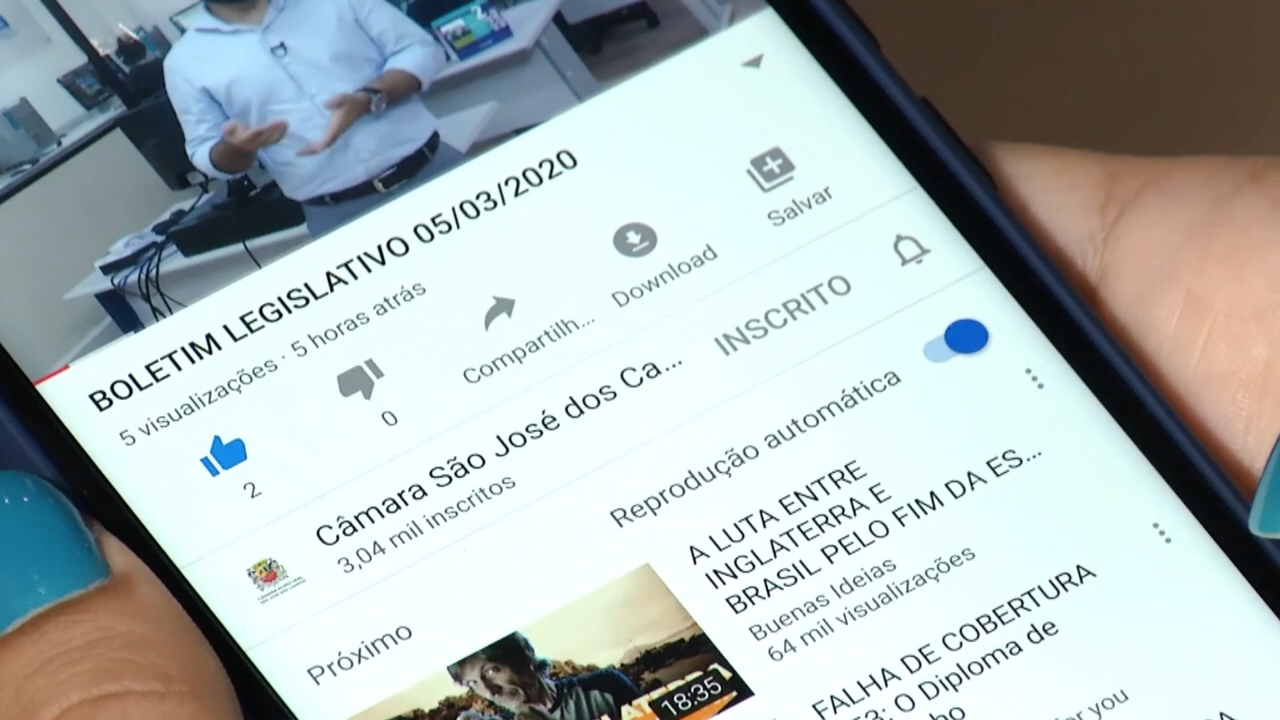 BOLETIM LEGISLATIVO 05/03/2020
5 visualizações · 5 horas atrás
2
0
Compartilh...
Download
Salvar
Câmara São José dos Ca...
INSCRITO
3,04 mil inscritos
Reprodução automática
Próximo
A LUTA ENTRE
INGLATERRA E
BRASIL PELO FIM DA ES...
Buenas Ideias
64 mil visualizações
18:35
FALHA DE COBERTURA
: O Diploma de